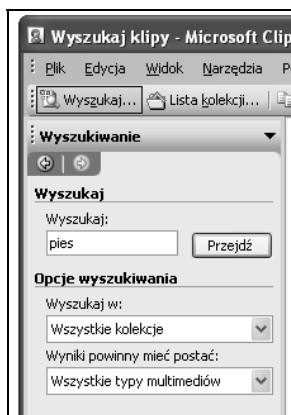 Wyszukaj klipy - Microsoft Clip
Plik Edycja Widok Narzędzia P
Wyszukaj... Lista kolekcji...
Wyszukiwanie
Wyszukaj
Wyszukaj:
pies Przejdź
Opcje wyszukiwania
Wyszukaj w:
Wszystkie kolekcje
Wyniki powinny mieć postać:
Wszystkie typy multimediów